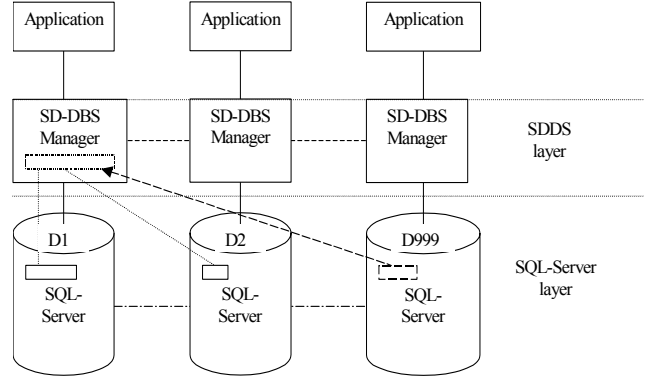 Application
Application
Application
SD-DBS
Manager
SD-DBS
Manager
SD-DBS
Manager
SDDS
layer
D1
D2
D999
SQL-
Server
SQL-
Server
SQL-
Server
SQL-Server
layer